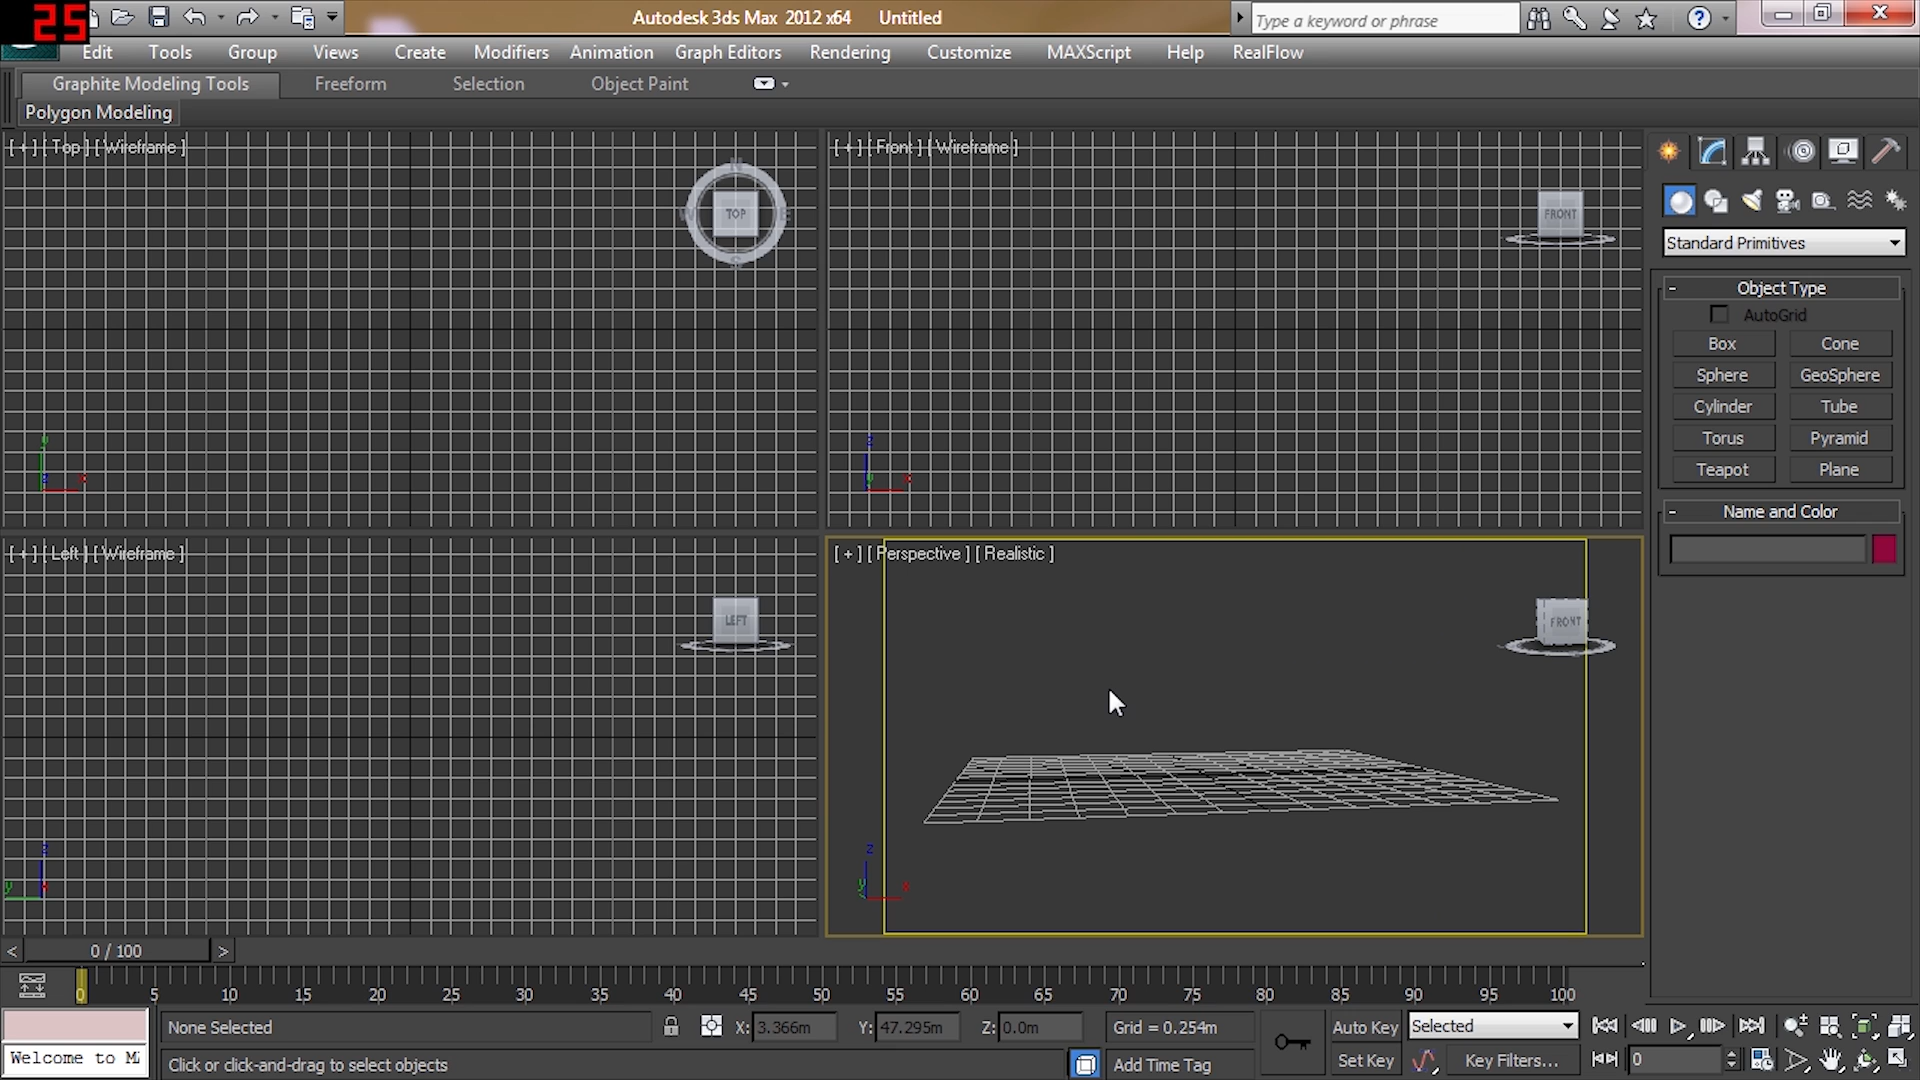 25
Autodesk 3ds Max 2012 x64 Untitled
Type a keyword or phrase
Edit Tools Group Views Create Modifiers Animation Graph Editors Rendering Customize MAXScript Help RealFlow
Graphite Modeling Tools Freeform Selection Object Paint
Polygon Modeling
[ + ] [ Top ] [ Wireframe ]
N
W TOP E
S
[ + ] [ Front ] [ Wireframe ]
FRONT
Standard Primitives
- Object Type
AutoGrid
Box Cone
Sphere GeoSphere
Cylinder Tube
Torus Pyramid
Teapot Plane
- Name and Color
y
z x
z
y x
[ + ] [ Left ] [ Wireframe ]
LEFT
[ + ] [ Perspective ] [ Realistic ]
FRONT
z
y x
z
y x
< 0 / 100 >
0 5 10 15 20 25 30 35 40 45 50 55 60 65 70 75 80 85 90 95 100
None Selected X: 3.366m Y: 47.295m Z: 0.0m Grid = 0.254m Auto Key Selected
Welcome to M Click or click-and-drag to select objects Add Time Tag Set Key Key Filters... 0